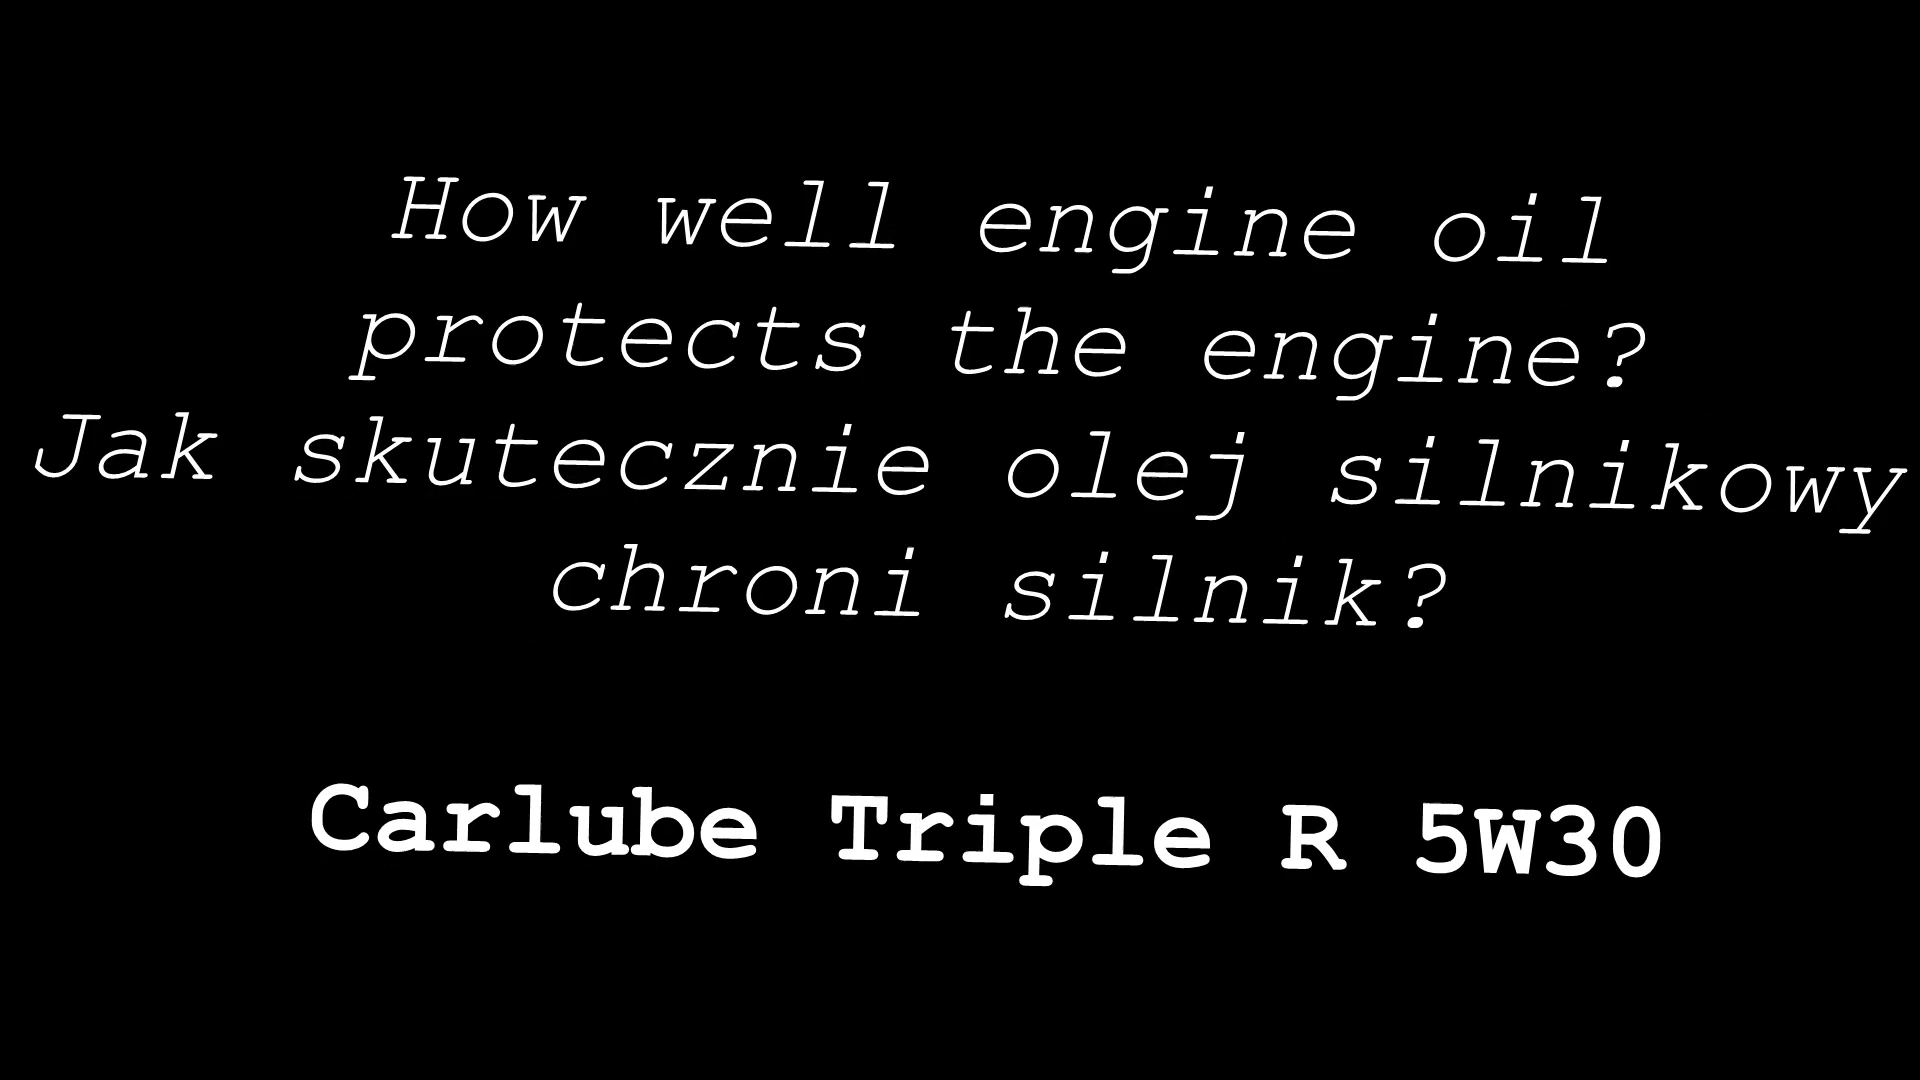 How well engine oil
protects the engine?
Jak skutecznie olej silnikowy
chroni silnik?
Carlube Triple R 5W30